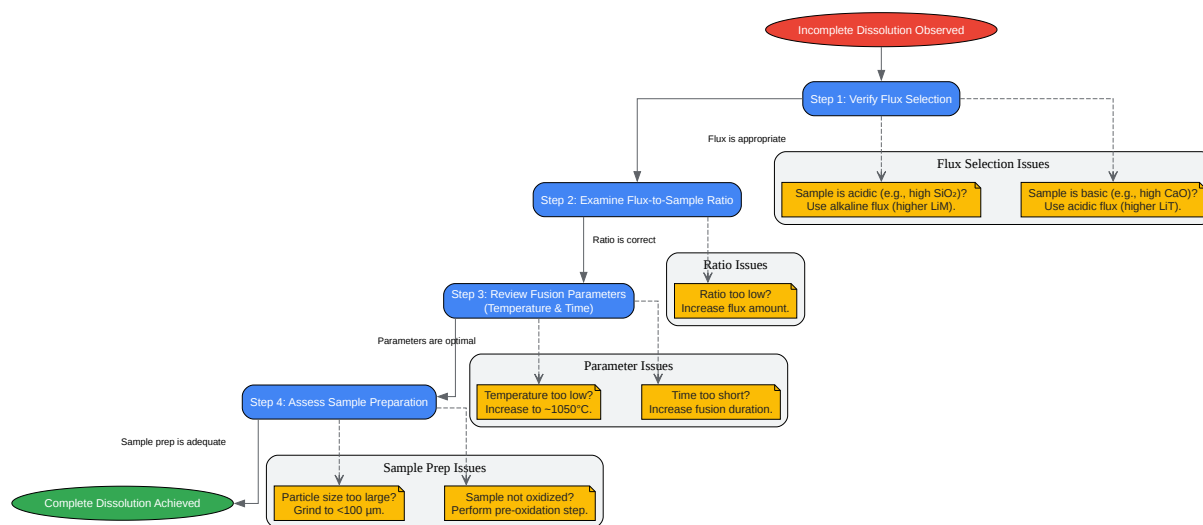 Incomplete Dissolution Observed
Step 1: Verify Flux Selection
Flux is appropriate
Flux Selection Issues
Sample is acidic (e.g., high SiO₂)?
Use alkaline flux (higher LiM).
Sample is basic (e.g., high CaO)?
Use acidic flux (higher LiT).
Step 2: Examine Flux-to-Sample Ratio
Ratio is correct
Ratio Issues
Ratio too low?
Increase flux amount.
Step 3: Review Fusion Parameters
(Temperature & Time)
Parameters are optimal
Parameter Issues
Temperature too low?
Increase to ~1050°C.
Time too short?
Increase fusion duration.
Step 4: Assess Sample Preparation
Sample prep is adequate
Sample Prep Issues
Particle size too large?
Grind to <100 µm.
Sample not oxidized?
Perform pre-oxidation step.
Complete Dissolution Achieved